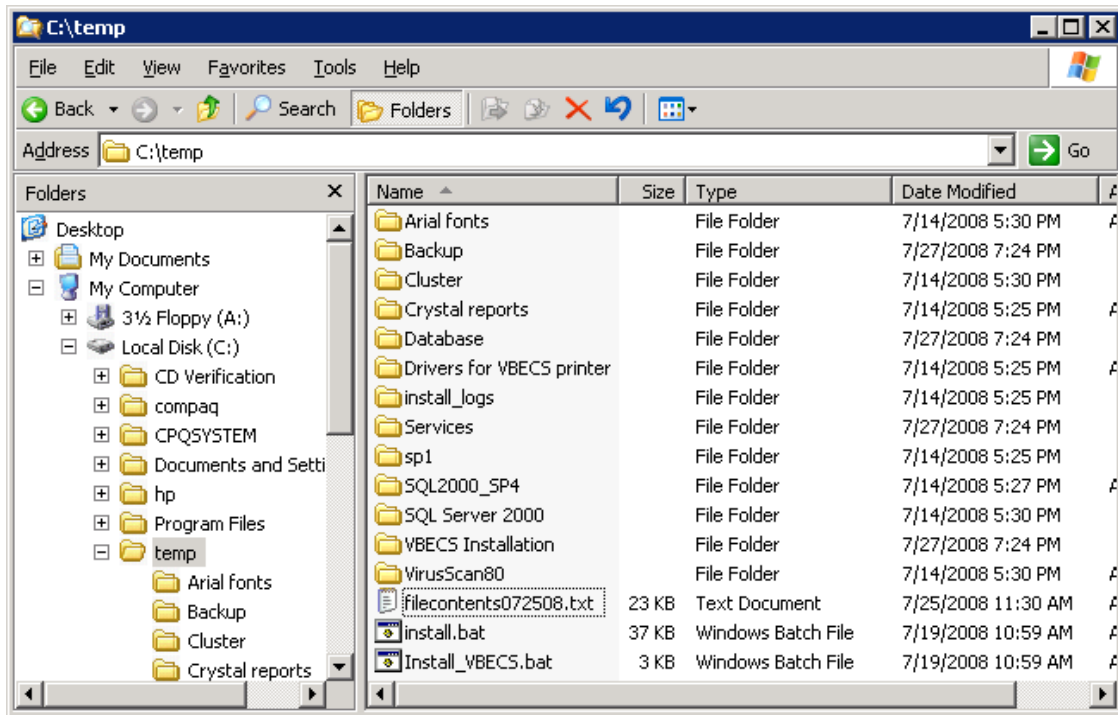 C:\temp
File Edit View Favorites Tools Help
Back Search Folders
Address C:\temp Go
Folders
Desktop
My Documents
My Computer
3½ Floppy (A:)
Local Disk (C:)
CD Verification
compaq
CPQSYSTEM
Documents and Setti
hp
Program Files
temp
Arial fonts
Backup
Cluster
Crystal reports
Name Size Type Date Modified
Arial fonts File Folder 7/14/2008 5:30 PM
Backup File Folder 7/27/2008 7:24 PM
Cluster File Folder 7/14/2008 5:30 PM
Crystal reports File Folder 7/14/2008 5:25 PM
Database File Folder 7/27/2008 7:24 PM
Drivers for VBECS printer File Folder 7/14/2008 5:25 PM
install_logs File Folder 7/14/2008 5:25 PM
Services File Folder 7/27/2008 7:24 PM
sp1 File Folder 7/14/2008 5:25 PM
SQL2000_SP4 File Folder 7/14/2008 5:27 PM
SQL Server 2000 File Folder 7/14/2008 5:30 PM
VBECS Installation File Folder 7/27/2008 7:24 PM
VirusScan80 File Folder 7/14/2008 5:30 PM
filecontents072508.txt 23 KB Text Document 7/25/2008 11:30 AM
install.bat 37 KB Windows Batch File 7/19/2008 10:59 AM
Install_VBECS.bat 3 KB Windows Batch File 7/19/2008 10:59 AM